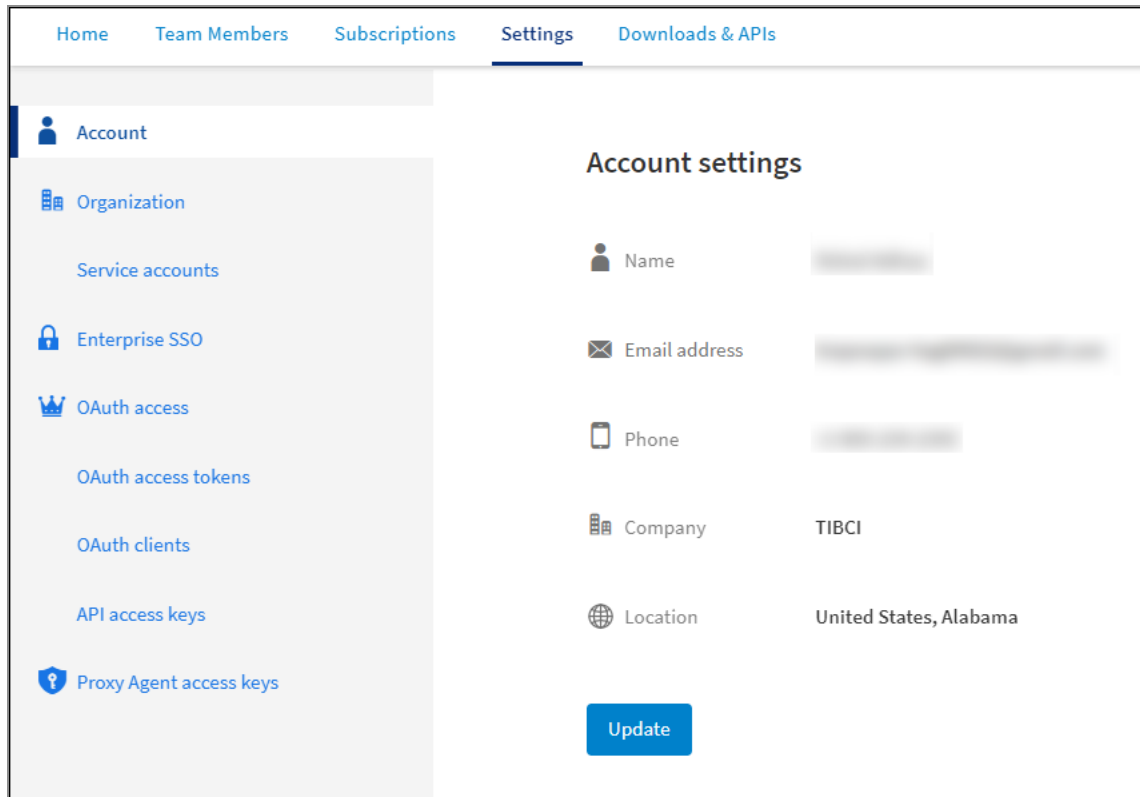 Home Team Members Subscriptions Settings Downloads & APIs
Account
Organization
Service accounts
Enterprise SSO
OAuth access
OAuth access tokens
OAuth clients
API access keys
Proxy Agent access keys
Account settings
Name
Email address
Phone
Company TIBCI
Location United States, Alabama
Update